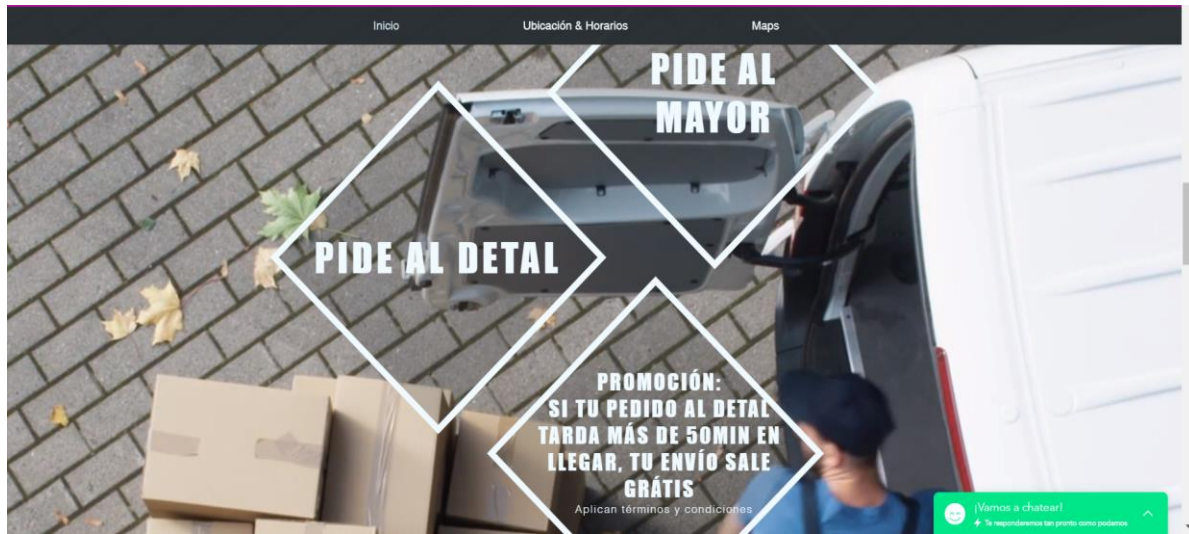 Inicio
Ubicación & Horarios
Maps
PIDE AL
MAYOR
PIDE AL DETAL
PROMOCIÓN:
SI TU PEDIDO AL DETAL
TARDA MÁS DE 50MIN EN
LLEGAR, TU ENVÍO SALE
GRÁTIS
Aplican términos y condiciones
¡Vamos a chatear!
Te responderemos tan pronto como podamos